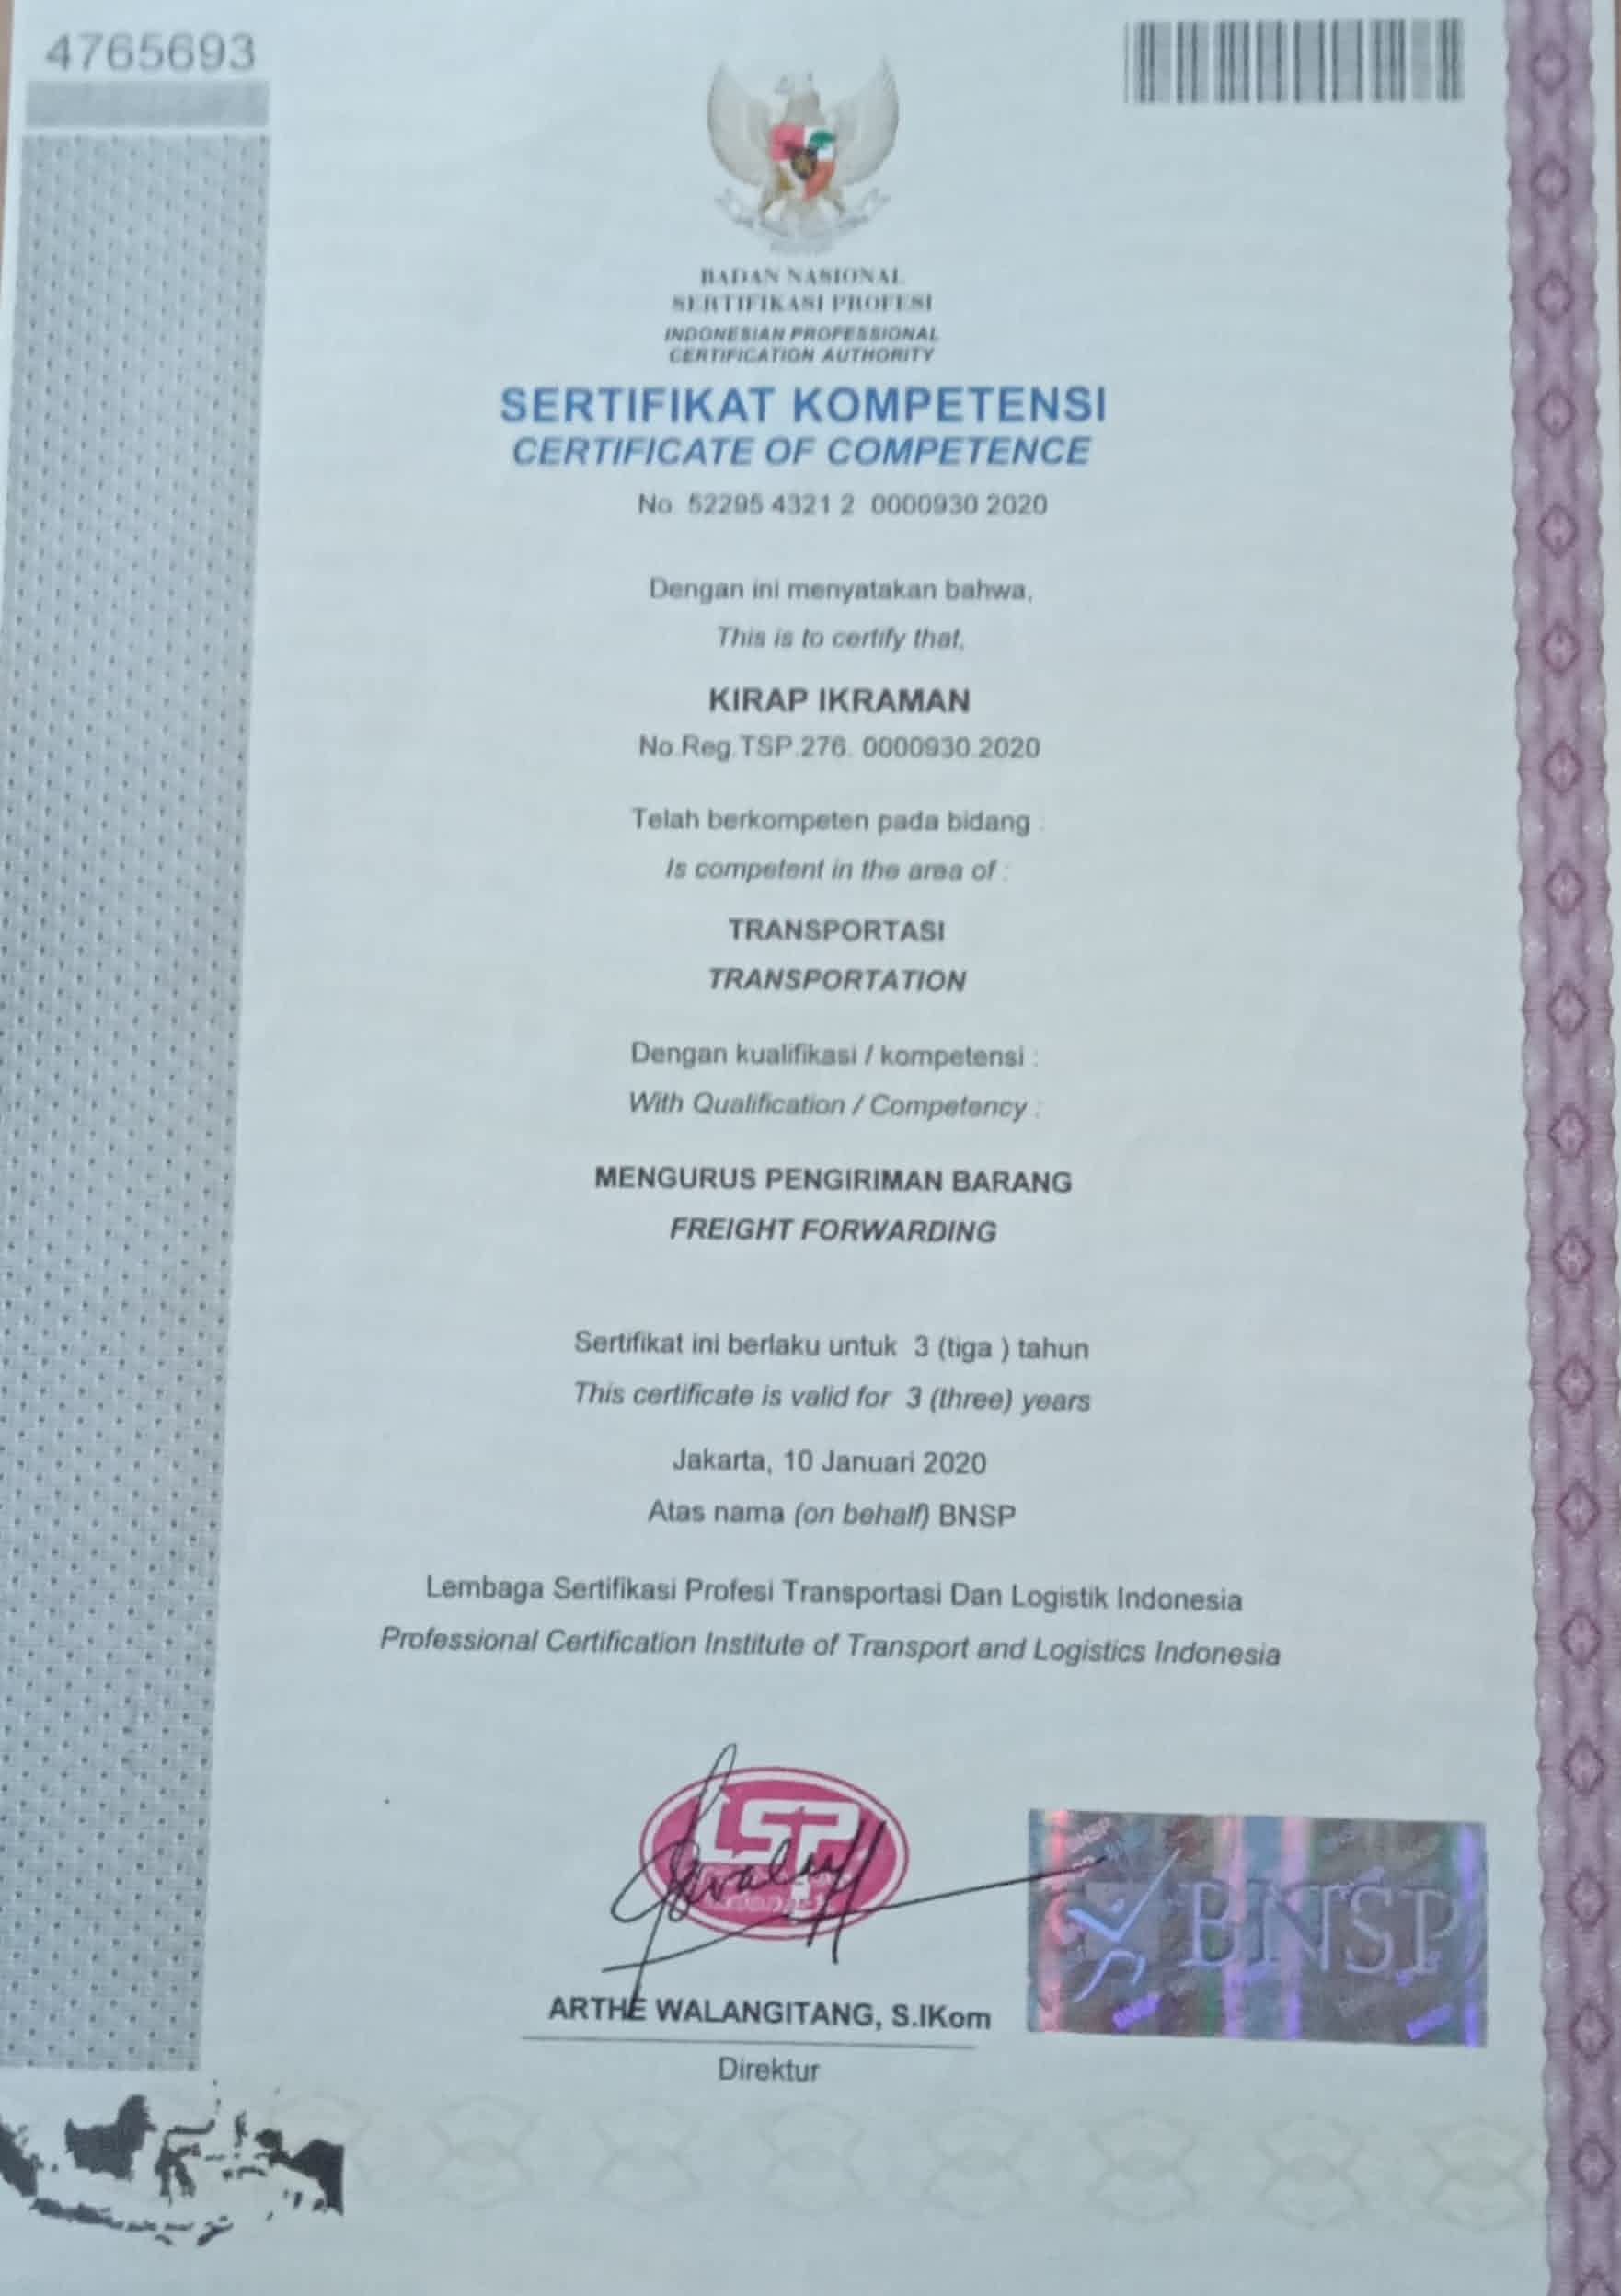 4765693
BADAN NASIONAL
SERTIFIKASI PROFESI
INDONESIAN PROFESSIONAL
CERTIFICATION AUTHORITY
SERTIFIKAT KOMPETENSI
CERTIFICATE OF COMPETENCE
No. 52295 4321 2 0000930 2020
Dengan ini menyatakan bahwa,
This is to certify that,
KIRAP IKRAMAN
No.Reg.TSP.276. 0000930.2020
Telah berkompeten pada bidang :
Is competent in the area of :
TRANSPORTASI
TRANSPORTATION
Dengan kualifikasi / kompetensi :
With Qualification / Competency :
MENGURUS PENGIRIMAN BARANG
FREIGHT FORWARDING
Sertifikat ini berlaku untuk 3 (tiga ) tahun
This certificate is valid for 3 (three) years
Jakarta, 10 Januari 2020
Atas nama (on behalf) BNSP
Lembaga Sertifikasi Profesi Transportasi Dan Logistik Indonesia
Professional Certification Institute of Transport and Logistics Indonesia
LSP
BNSP
ARTHE WALANGITANG, S.IKom
Direktur